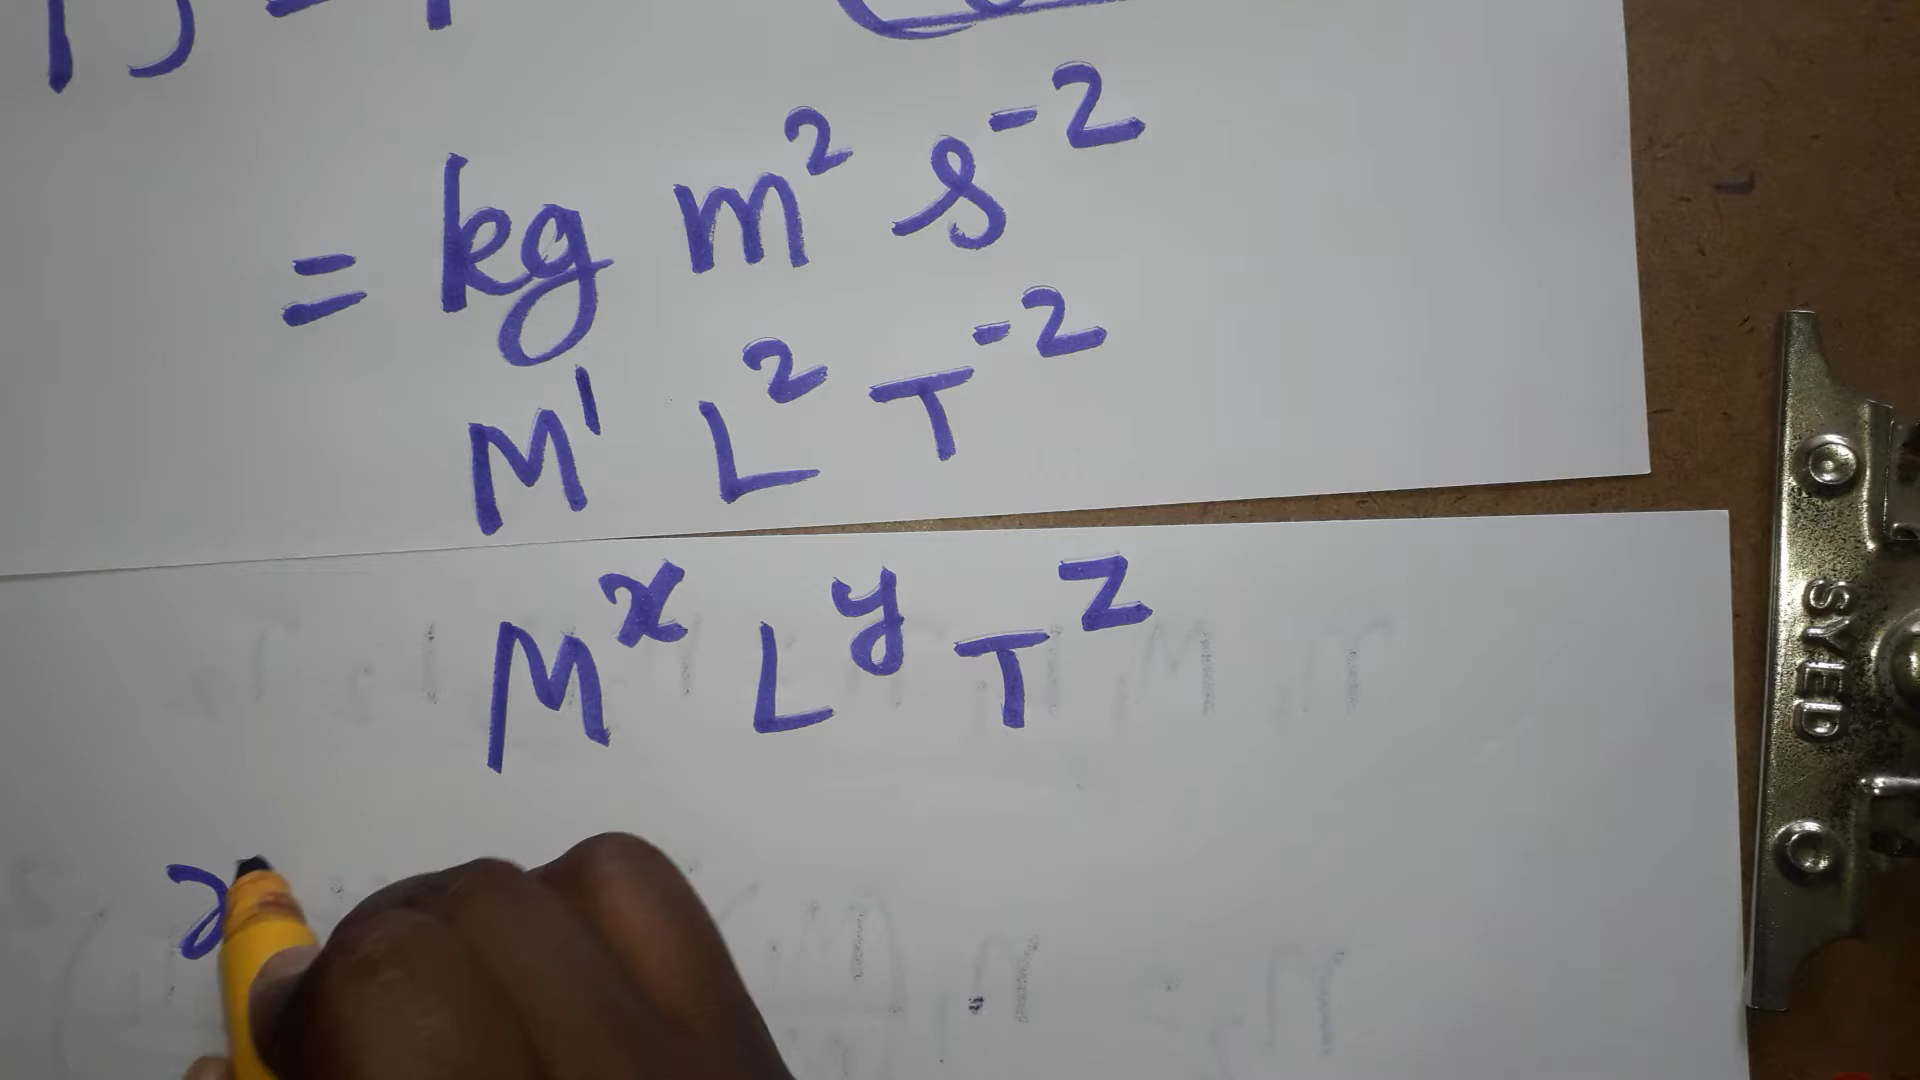 = kg m² s⁻²
M¹ L² T⁻²
Mˣ Lʸ Tᶻ
x
SYED